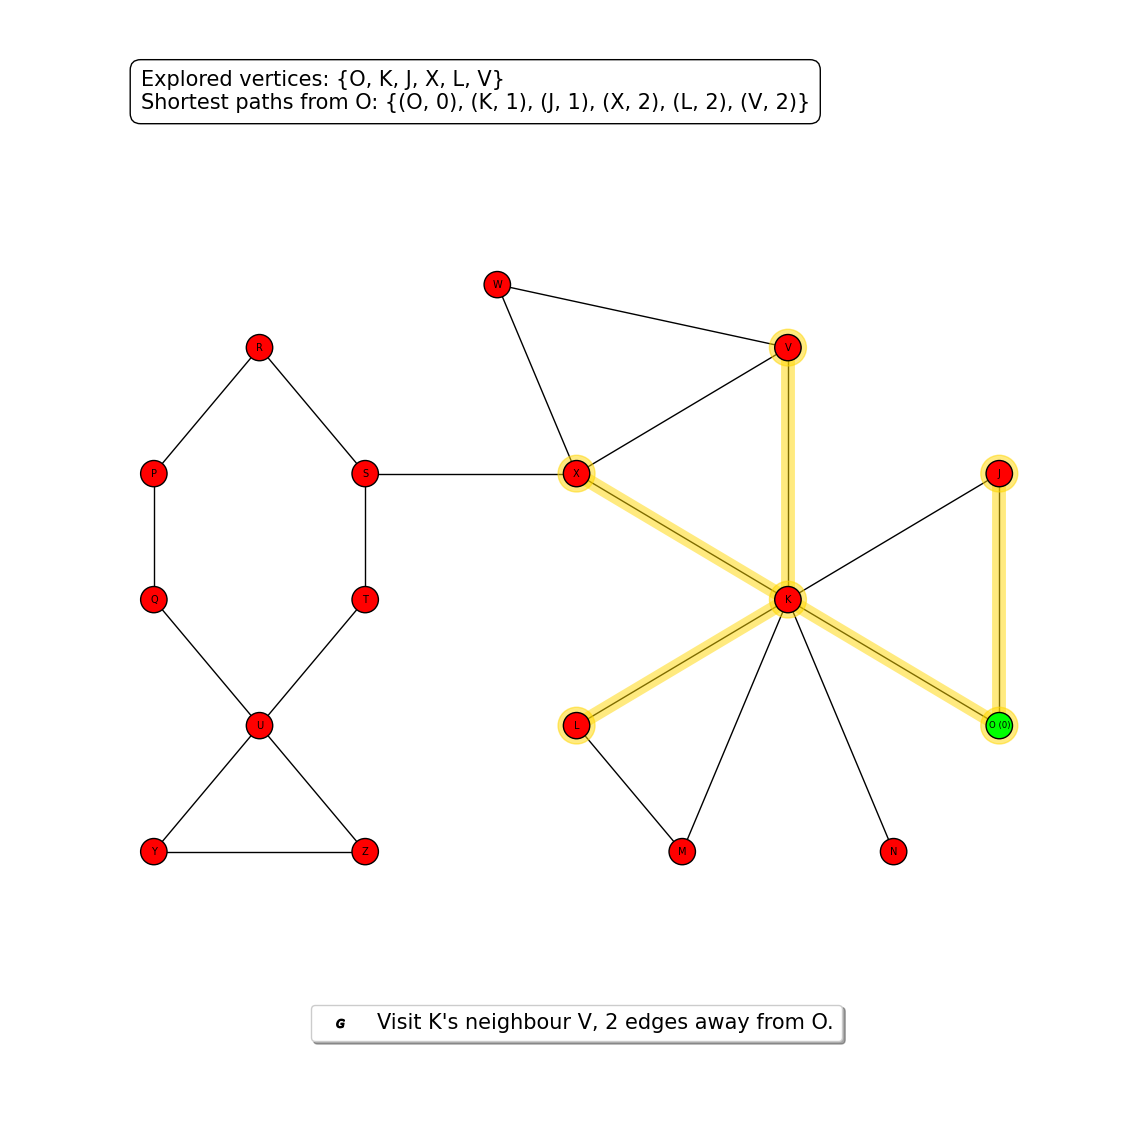 Explored vertices: {O, K, J, X, L, V}
Shortest paths from O: {(O, 0), (K, 1), (J, 1), (X, 2), (L, 2), (V, 2)}
W
R
V
P
S
X
J
Q
T
K
U
L
O (0)
Y
Z
M
N
G Visit K's neighbour V, 2 edges away from O.